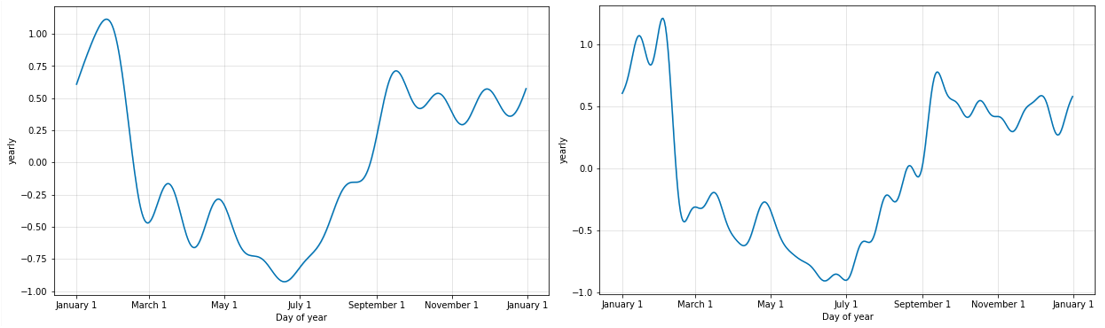 1.00
0.75
0.50
0.25
0.00
−0.25
−0.50
−0.75
−1.00
yearly
January 1 March 1 May 1 July 1 September 1 November 1 January 1
Day of year
1.0
0.5
0.0
−0.5
−1.0
yearly
January 1 March 1 May 1 July 1 September 1 November 1 January 1
Day of year